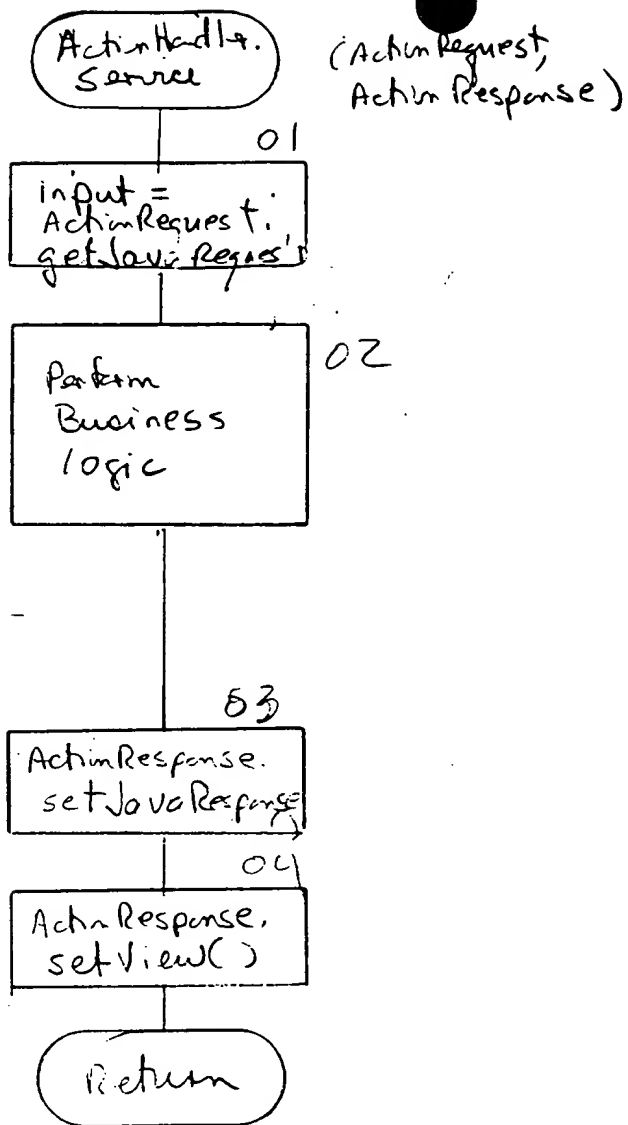 ActionHandler.
service
(ActionRequest,
ActionResponse)
01
input =
ActionRequest.
getJavaRequest
02
Perform
Business
logic
03
ActionResponse.
setJavaResponse
()
04
ActionResponse.
setView()
Return